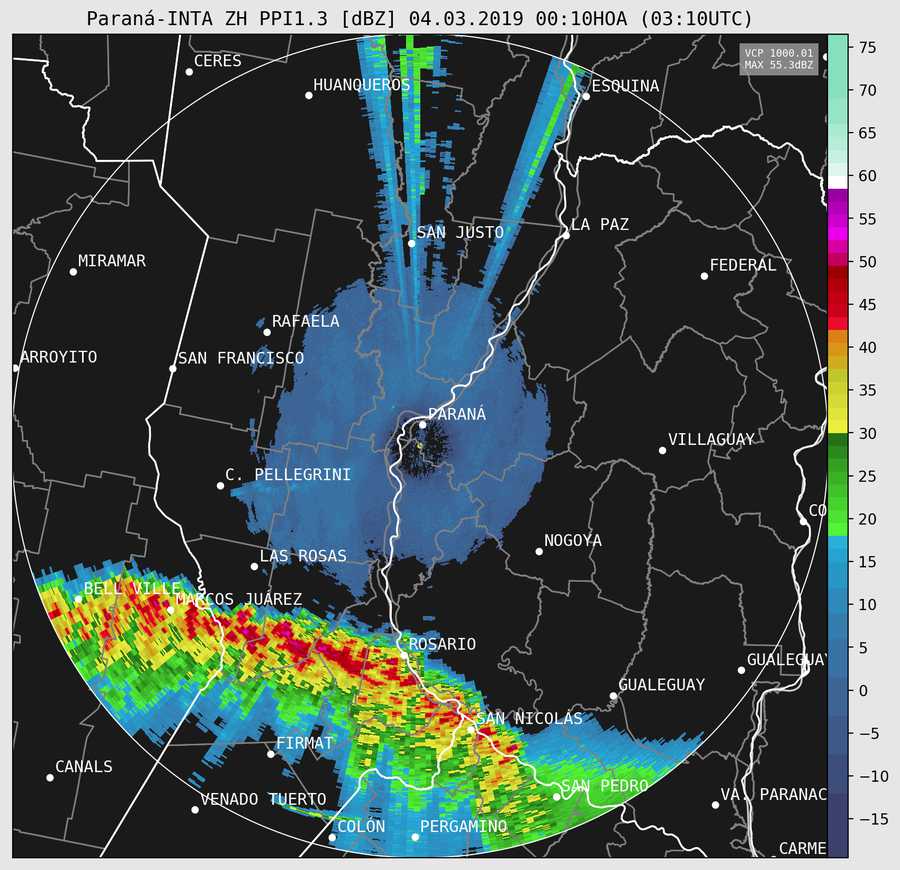 Paraná-INTA ZH PPI1.3 [dBZ] 04.03.2019 00:10HOA (03:10UTC)
VCP 1000.01
MAX 55.3dBZ
CERES
HUANQUEROS
ESQUINA
SAN JUSTO
LA PAZ
MIRAMAR
FEDERAL
RAFAELA
ARROYITO
SAN FRANCISCO
PARANÁ
VILLAGUAY
C. PELLEGRINI
CO
NOGOYA
LAS ROSAS
BELL VILLE
MARCOS JUÁREZ
ROSARIO
GUALEGUAY
GUALEGUAY
SAN NICOLÁS
FIRMAT
CANALS
SAN PEDRO
VENADO TUERTO
VA. PARANAC
COLÓN
PERGAMINO
CARME
75
70
65
60
55
50
45
40
35
30
25
20
15
10
5
0
−5
−10
−15